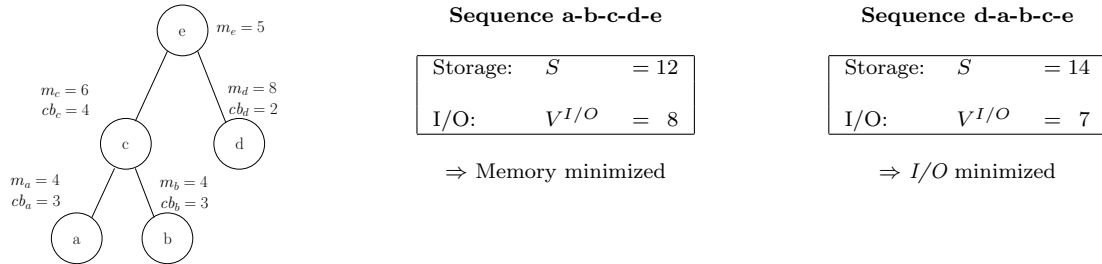 e
m_e = 5
m_c = 6
cb_c = 4
m_d = 8
cb_d = 2
c
d
m_a = 4
cb_a = 3
m_b = 4
cb_b = 3
a
b
Sequence a-b-c-d-e
Storage: S = 12
I/O: V^{I/O} = 8
⇒ Memory minimized
Sequence d-a-b-c-e
Storage: S = 14
I/O: V^{I/O} = 7
⇒ I/O minimized